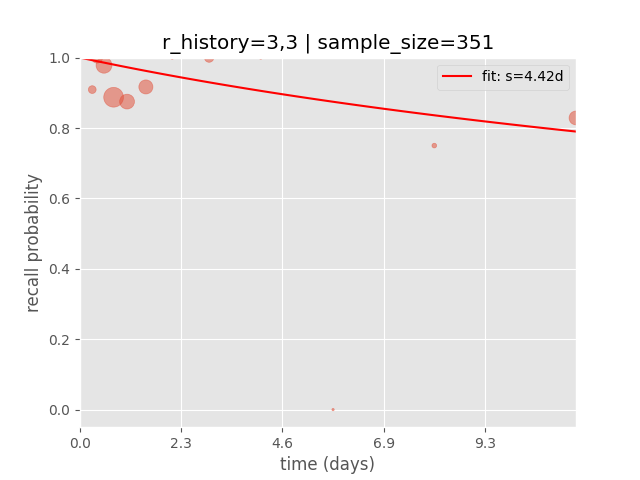 r_history=3,3 | sample_size=351
fit: s=4.42d
recall probability
1.0
0.8
0.6
0.4
0.2
0.0
0.0 2.3 4.6 6.9 9.3
time (days)